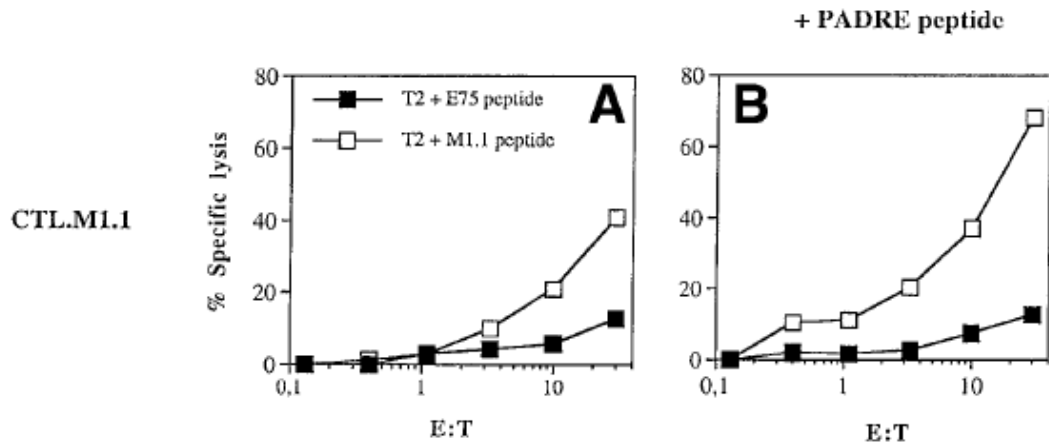 + PADRE peptide
CTL.M1.1
% Specific lysis
80
60
40
20
0
T2 + E75 peptide
T2 + M1.1 peptide
A
0,1
1
10
E:T
80
60
40
20
0
B
0,1
1
10
E:T